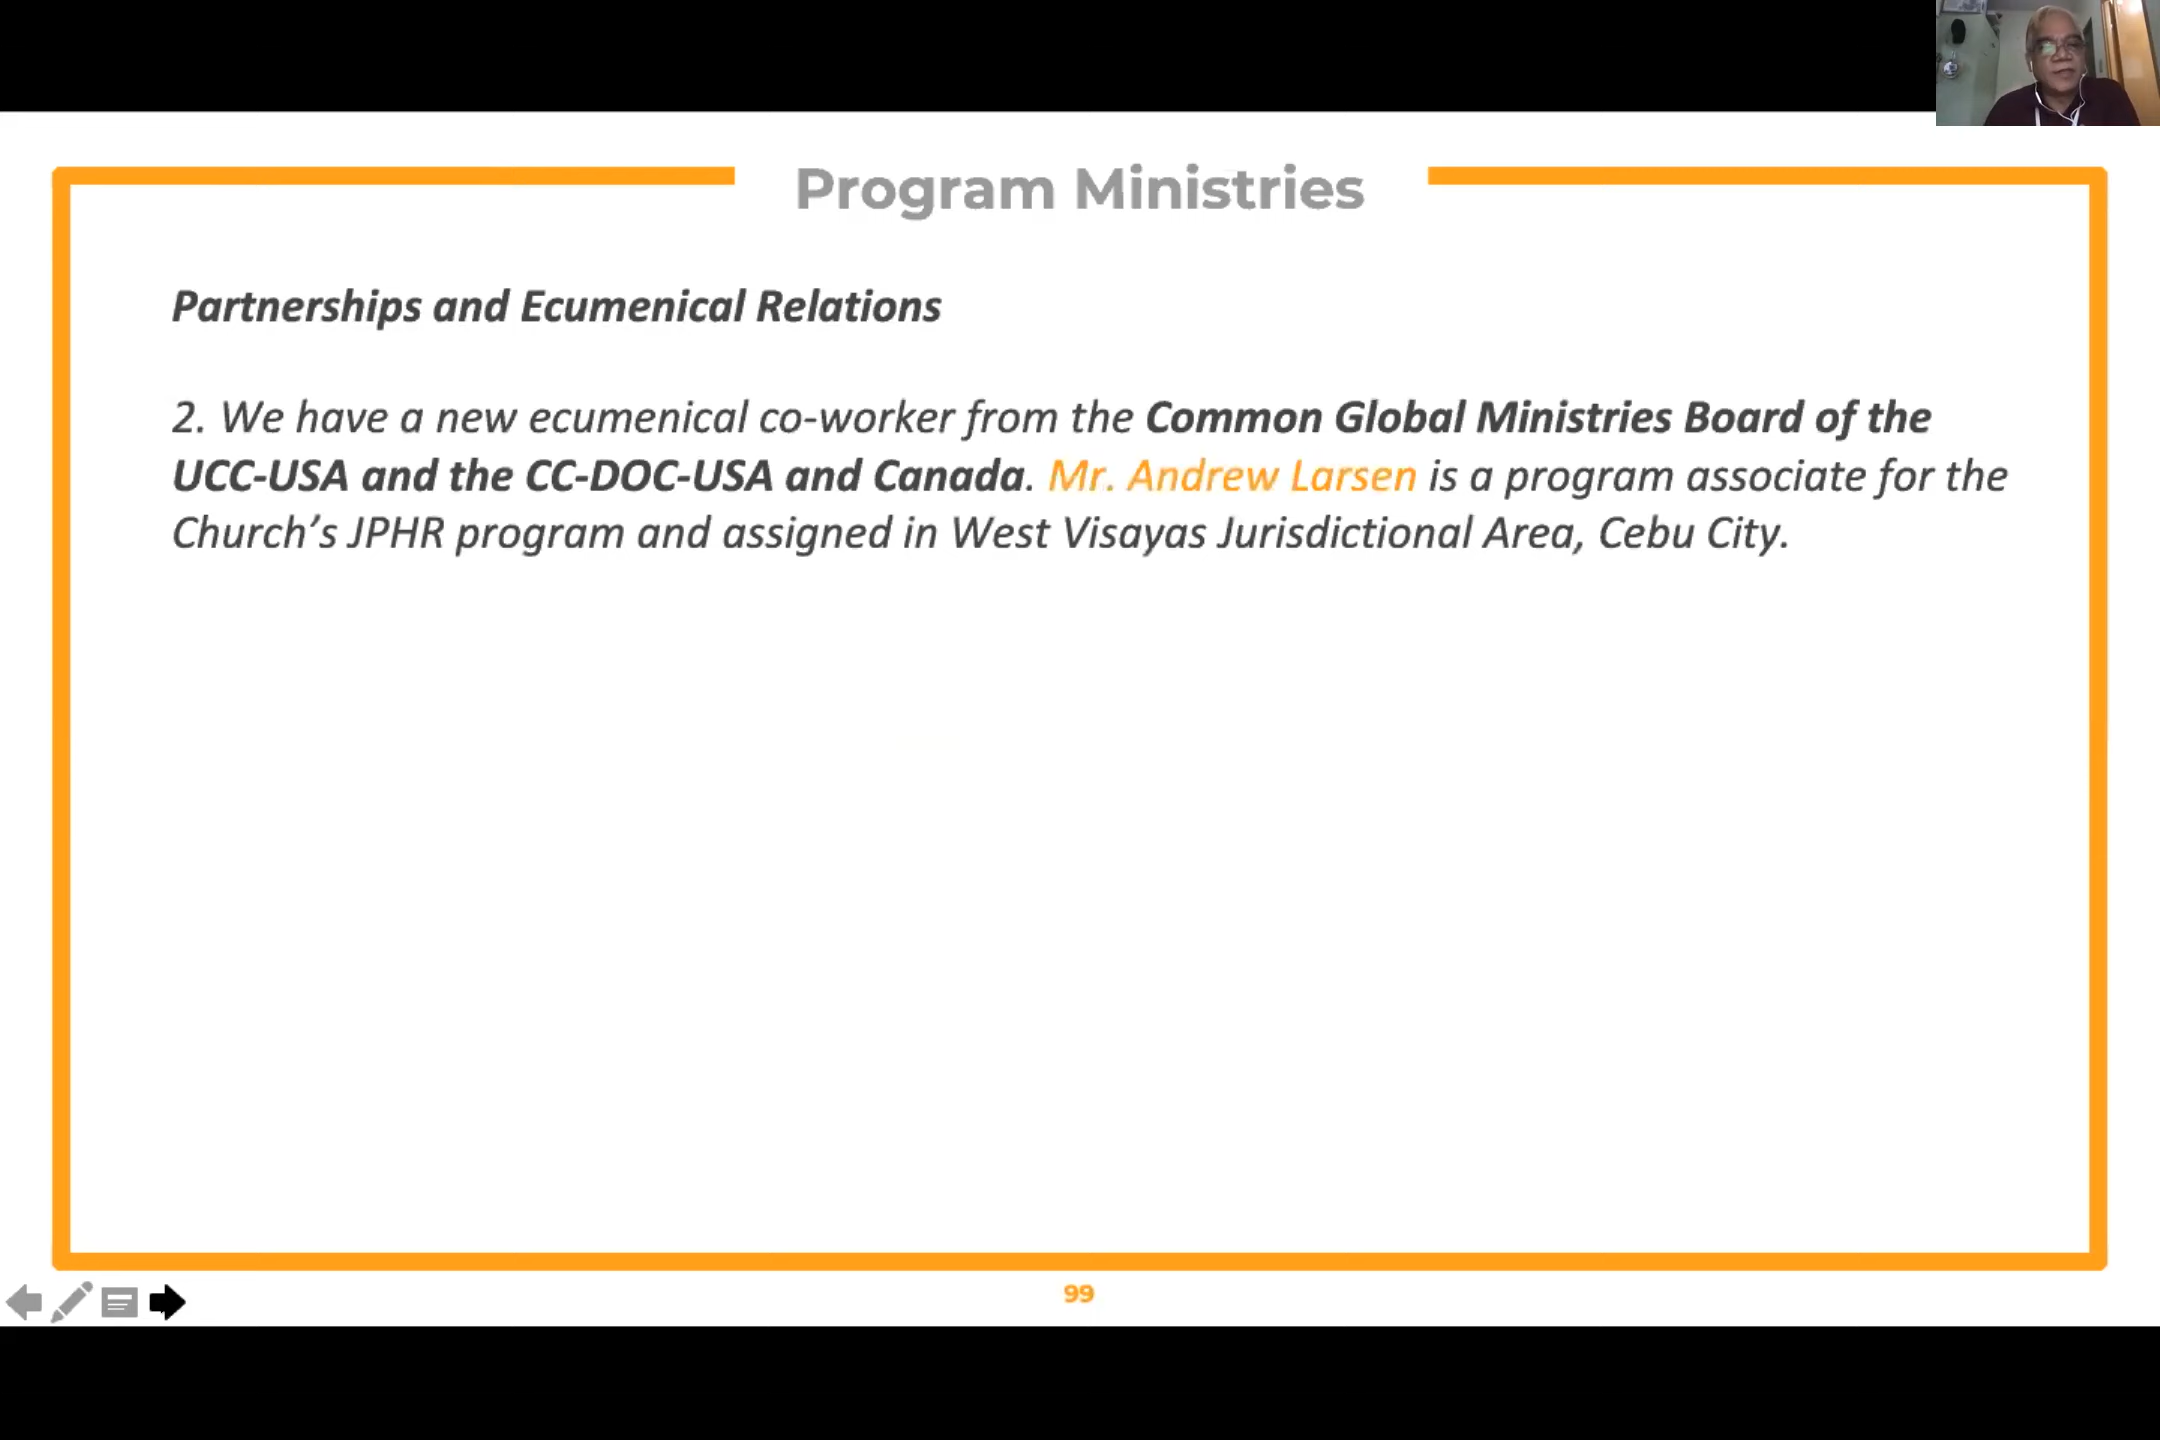 Program Ministries
Partnerships and Ecumenical Relations
2. We have a new ecumenical co-worker from the Common Global Ministries Board of the
UCC-USA and the CC-DOC-USA and Canada. Mr. Andrew Larsen is a program associate for the
Church’s JPHR program and assigned in West Visayas Jurisdictional Area, Cebu City.
99